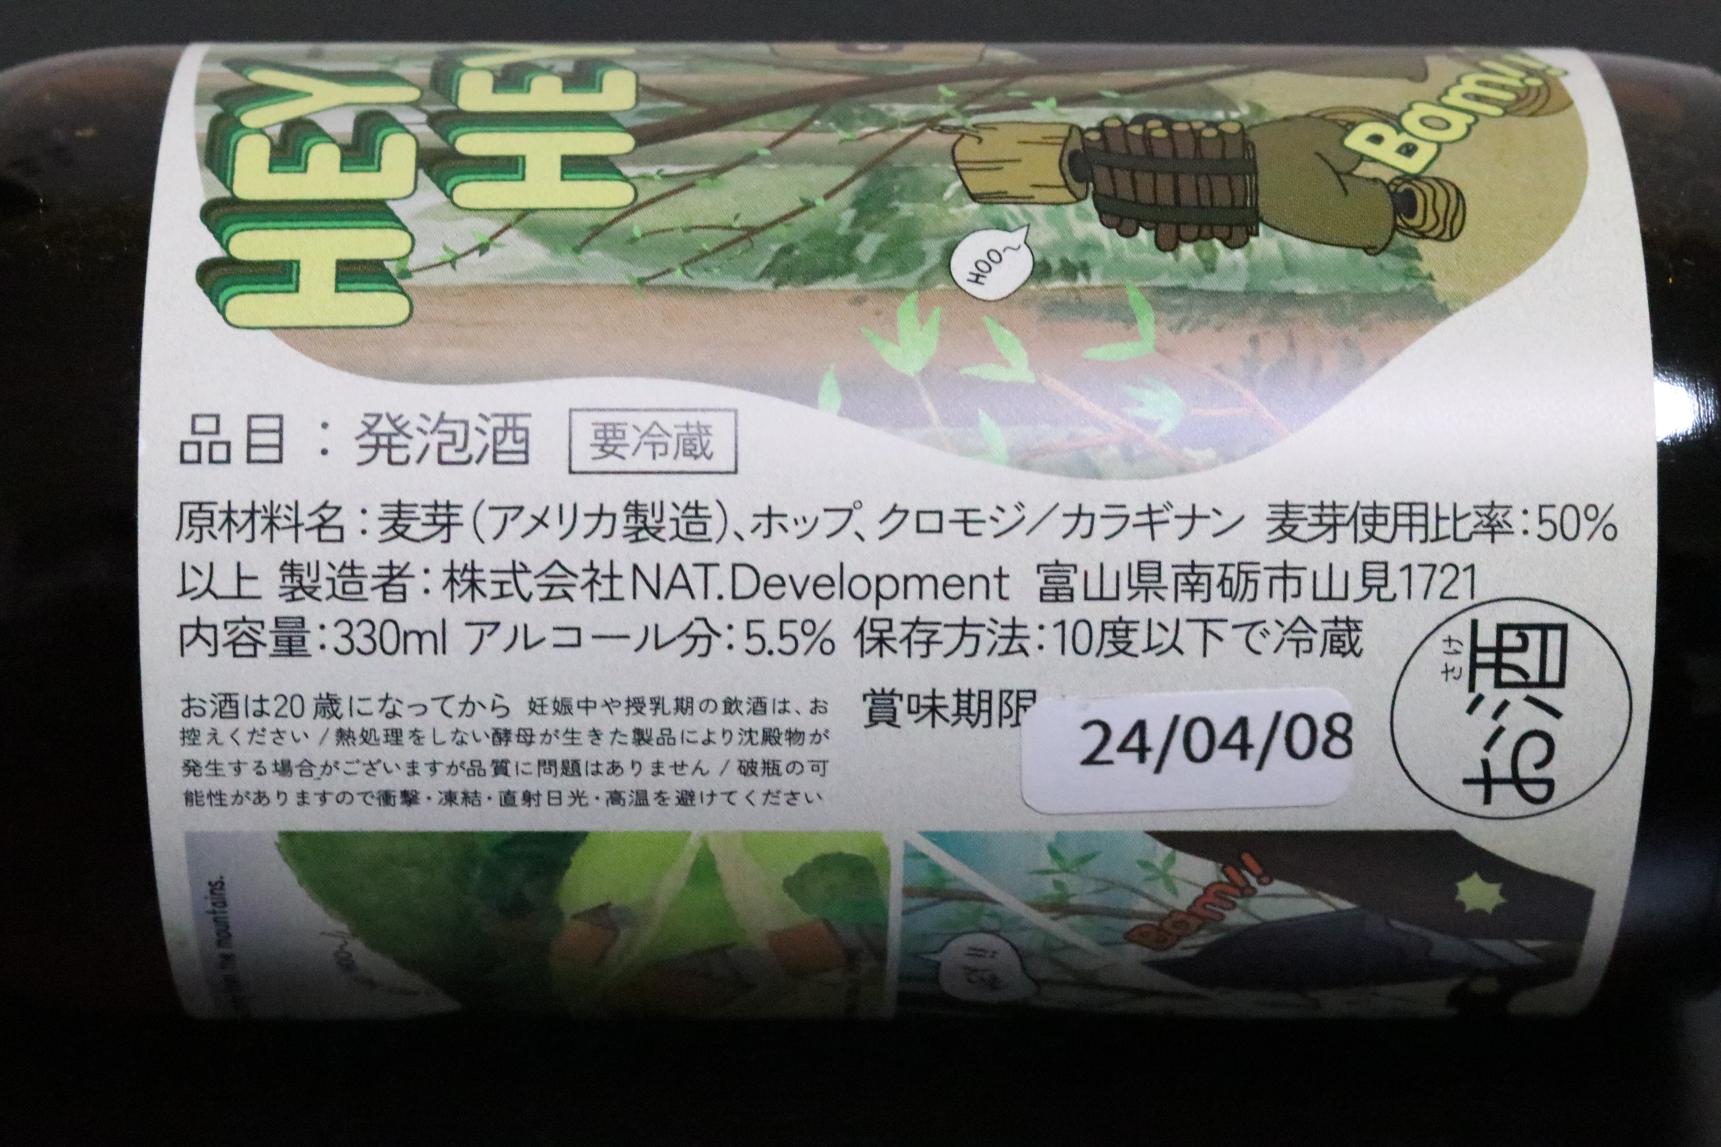 HEY
HEY
Bam!!
HOO~
品目：発泡酒 要冷蔵
原材料名：麦芽（アメリカ製造）、ホップ、クロモジ／カラギナン 麦芽使用比率：50%
以上 製造者：株式会社NAT.Development 富山県南砺市山見1721
内容量：330ml アルコール分：5.5% 保存方法：10度以下で冷蔵
お酒は20歳になってから 妊娠中や授乳期の飲酒は、お
控えください / 熱処理をしない酵母が生きた製品により沈殿物が
発生する場合がございますが品質に問題はありません / 破瓶の可
能性がありますので衝撃・凍結・直射日光・高温を避けてください
賞味期限
24/04/08
お酒
さけ
the mountains.
Bam!!